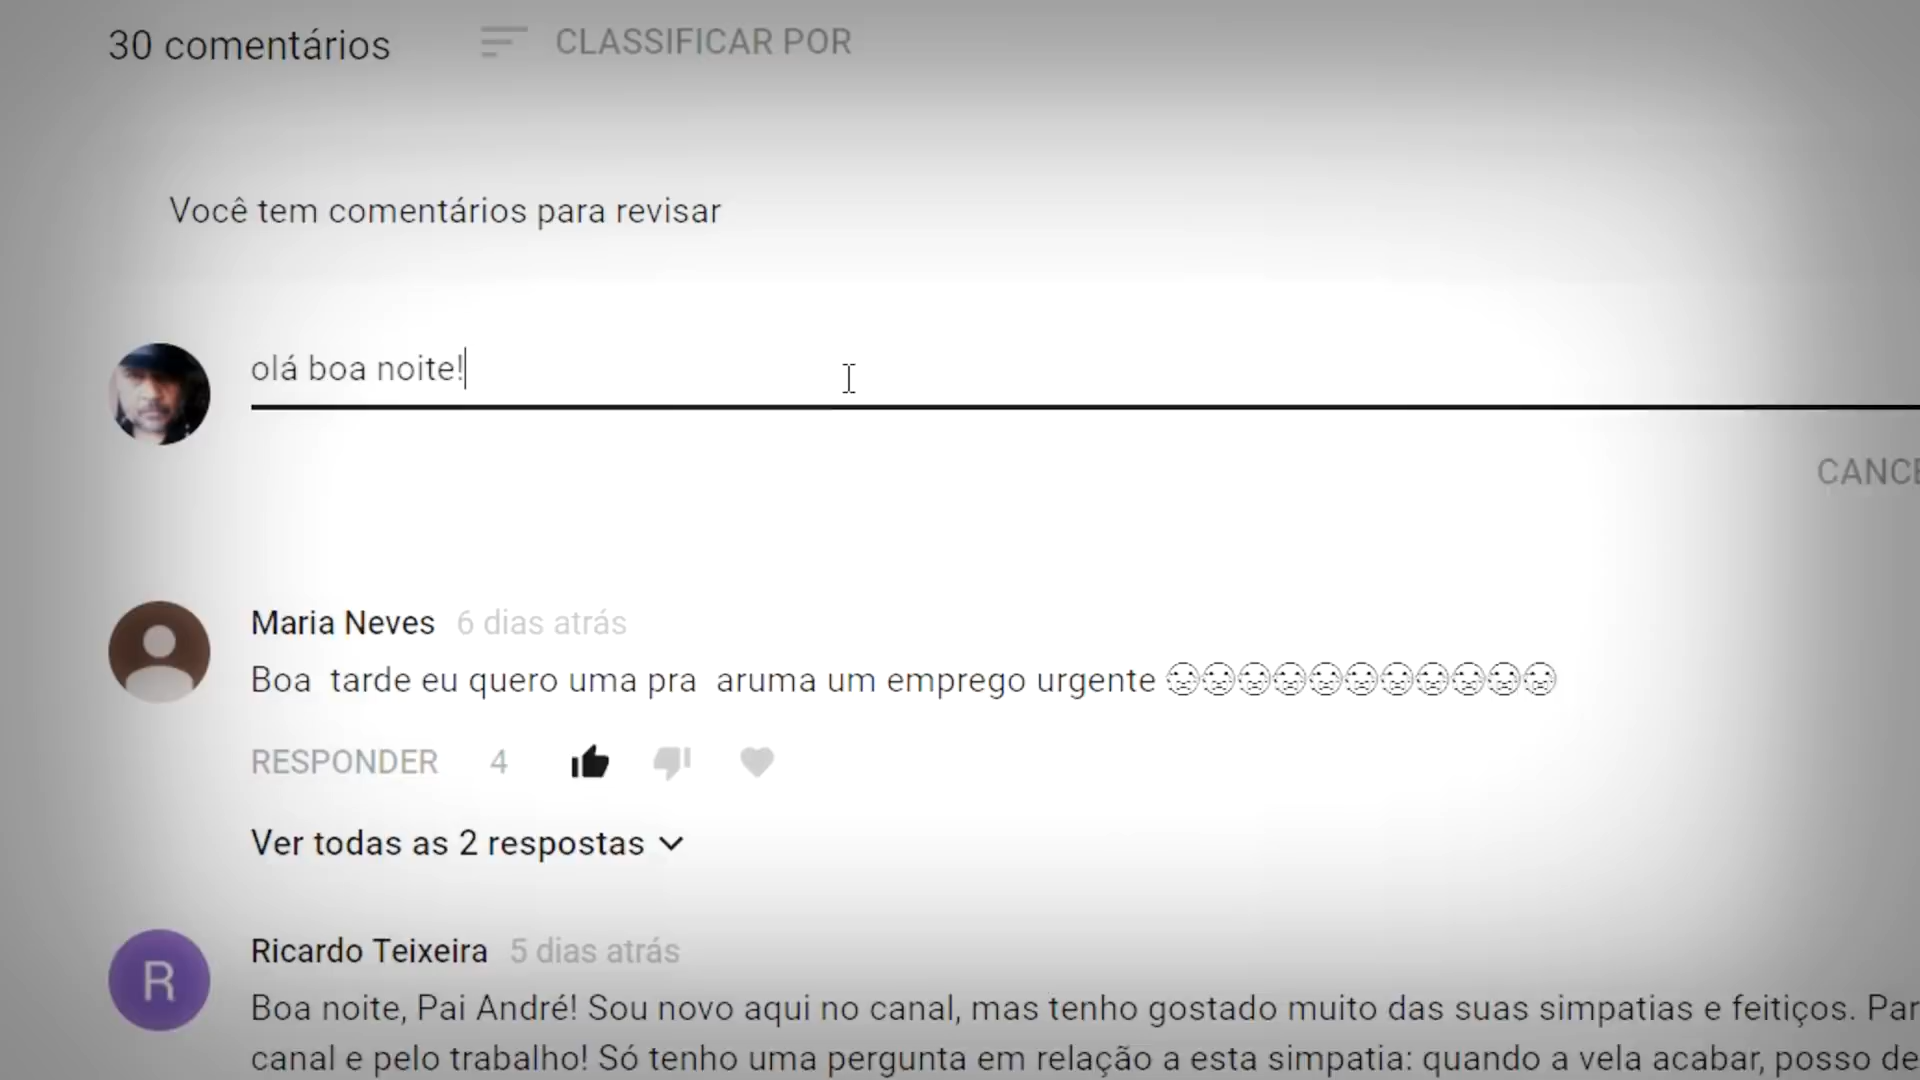 30 comentários CLASSIFICAR POR
Você tem comentários para revisar
olá boa noite!
Maria Neves 6 dias atrás
Boa  tarde eu quero uma pra  aruma um emprego urgente
RESPONDER 4
Ver todas as 2 respostas
R
Ricardo Teixeira 5 dias atrás
Boa noite, Pai André! Sou novo aqui no canal, mas tenho gostado muito das suas simpatias e feitiços.
canal e pelo trabalho! Só tenho uma pergunta em relação a esta simpatia: quando a vela acabar, posso